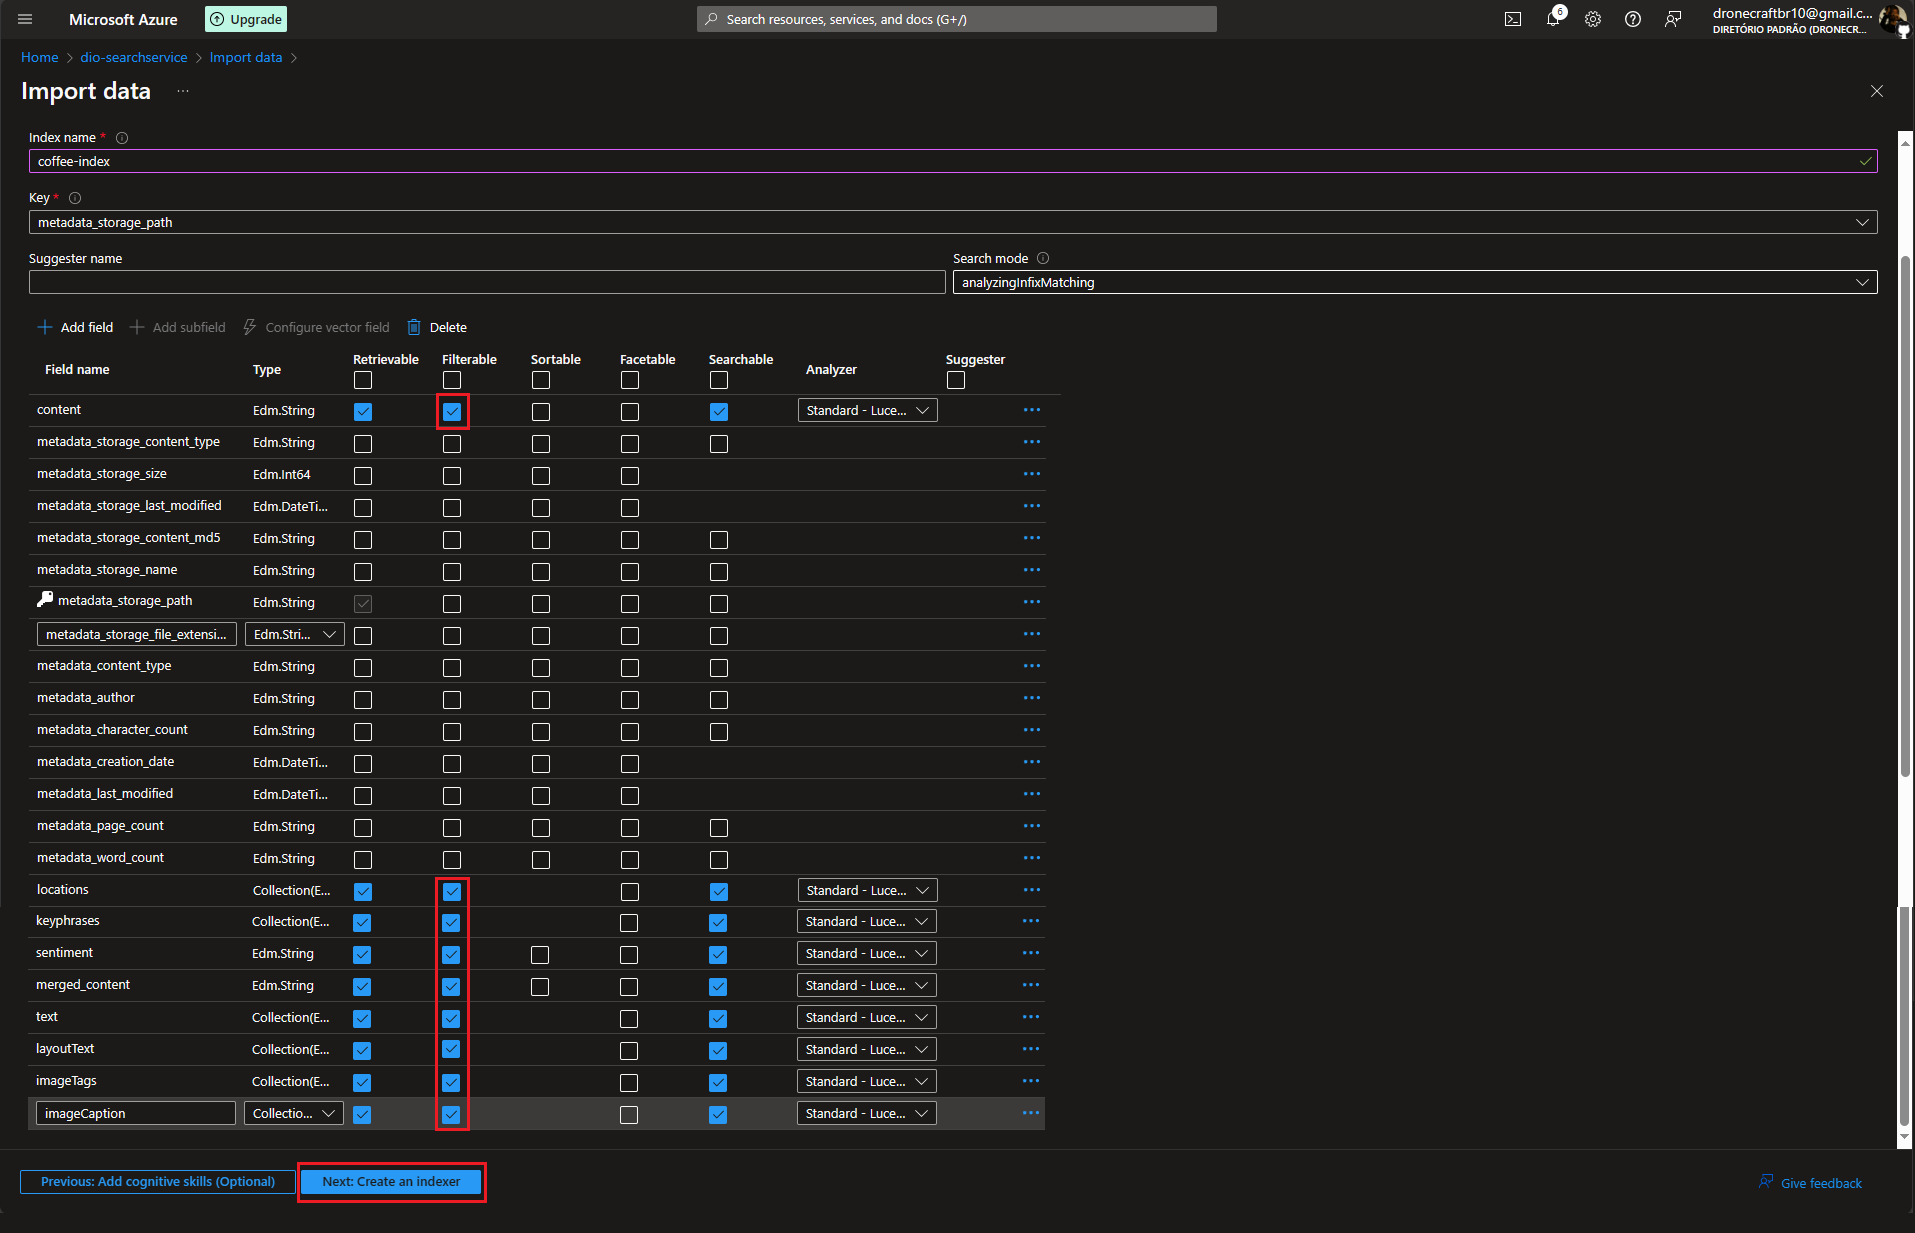 Microsoft Azure
Upgrade
Search resources, services, and docs (G+/)
6
dronecraftbr10@gmail.c...
DIRETÓRIO PADRÃO (DRONECR...
Home > dio-searchservice > Import data >
Import data ...
Index name *
coffee-index
Key *
metadata_storage_path
Suggester name
Search mode
analyzingInfixMatching
Add field Add subfield Configure vector field Delete
Field name Type Retrievable Filterable Sortable Facetable Searchable Analyzer Suggester
content Edm.String Standard - Luce... ...
metadata_storage_content_type Edm.String ...
metadata_storage_size Edm.Int64 ...
metadata_storage_last_modified Edm.DateTi... ...
metadata_storage_content_md5 Edm.String ...
metadata_storage_name Edm.String ...
metadata_storage_path Edm.String ...
metadata_storage_file_extensi... Edm.Stri... ...
metadata_content_type Edm.String ...
metadata_author Edm.String ...
metadata_character_count Edm.String ...
metadata_creation_date Edm.DateTi... ...
metadata_last_modified Edm.DateTi... ...
metadata_page_count Edm.String ...
metadata_word_count Edm.String ...
locations Collection(E... Standard - Luce... ...
keyphrases Collection(E... Standard - Luce... ...
sentiment Edm.String Standard - Luce... ...
merged_content Edm.String Standard - Luce... ...
text Collection(E... Standard - Luce... ...
layoutText Collection(E... Standard - Luce... ...
imageTags Collection(E... Standard - Luce... ...
imageCaption Collectio... Standard - Luce... ...
Previous: Add cognitive skills (Optional) Next: Create an indexer Give feedback